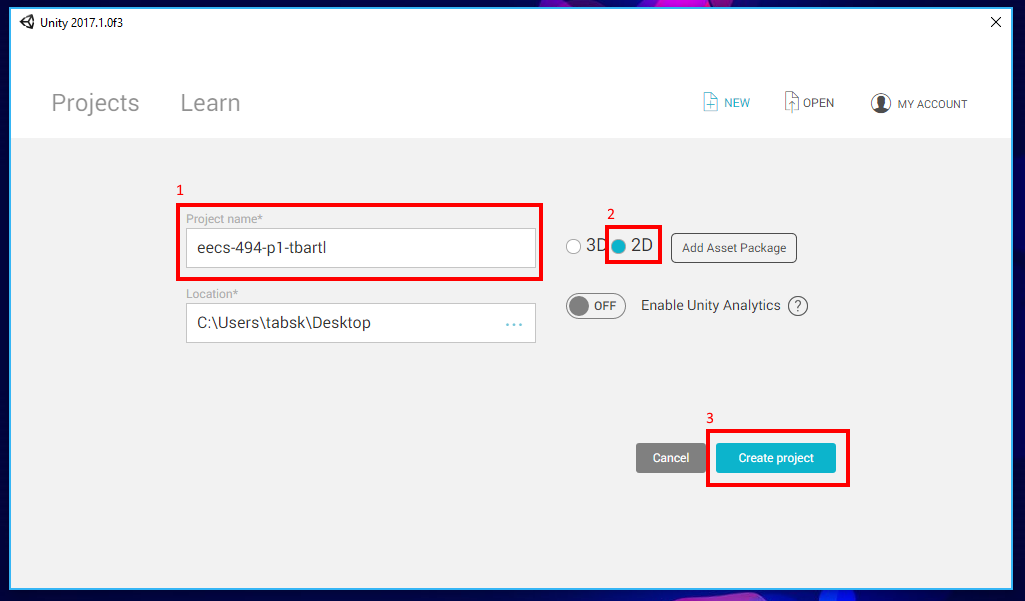 Unity 2017.1.0f3
Projects Learn NEW OPEN MY ACCOUNT
1
Project name*
eecs-494-p1-tbartl
2
3D 2D Add Asset Package
Location*
C:\Users\tabsk\Desktop
OFF Enable Unity Analytics ?
3
Cancel Create project